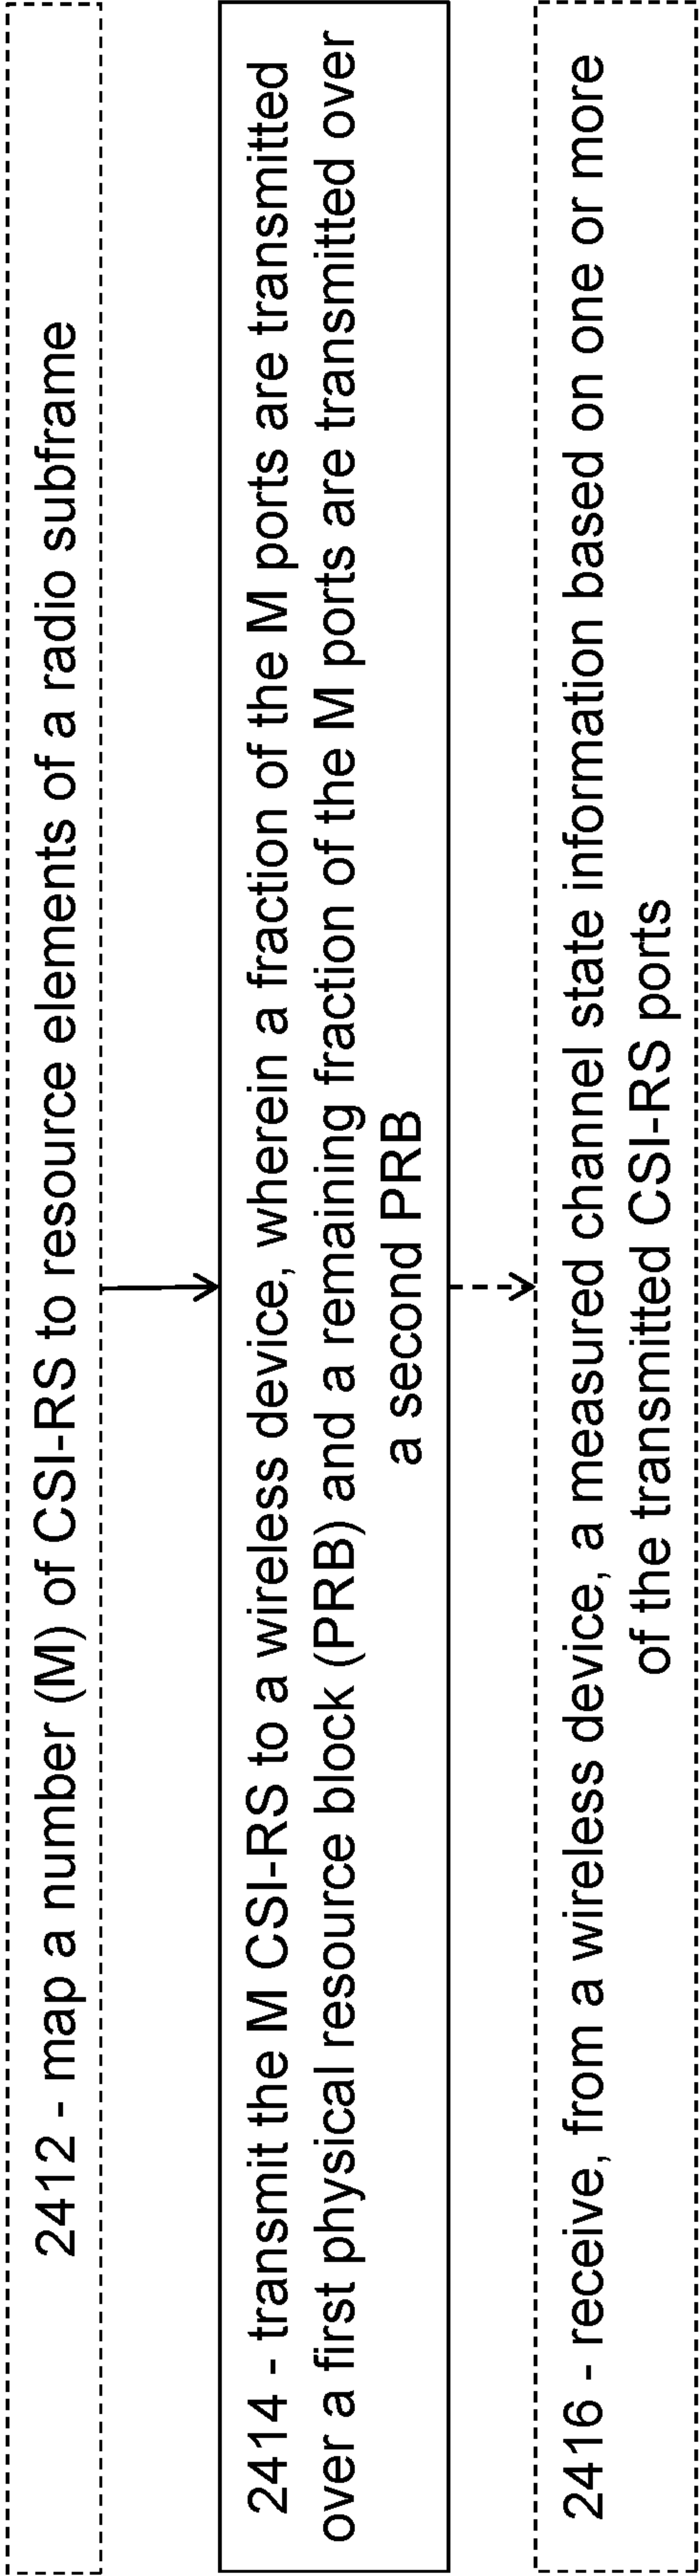 2412 - map a number (M) of CSI-RS to resource elements of a radio subframe
2414 - transmit the M CSI-RS to a wireless device, wherein a fraction of the M ports are transmitted
over a first physical resource block (PRB) and a remaining fraction of the M ports are transmitted over
a second PRB
2416 - receive, from a wireless device, a measured channel state information based on one or more
of the transmitted CSI-RS ports